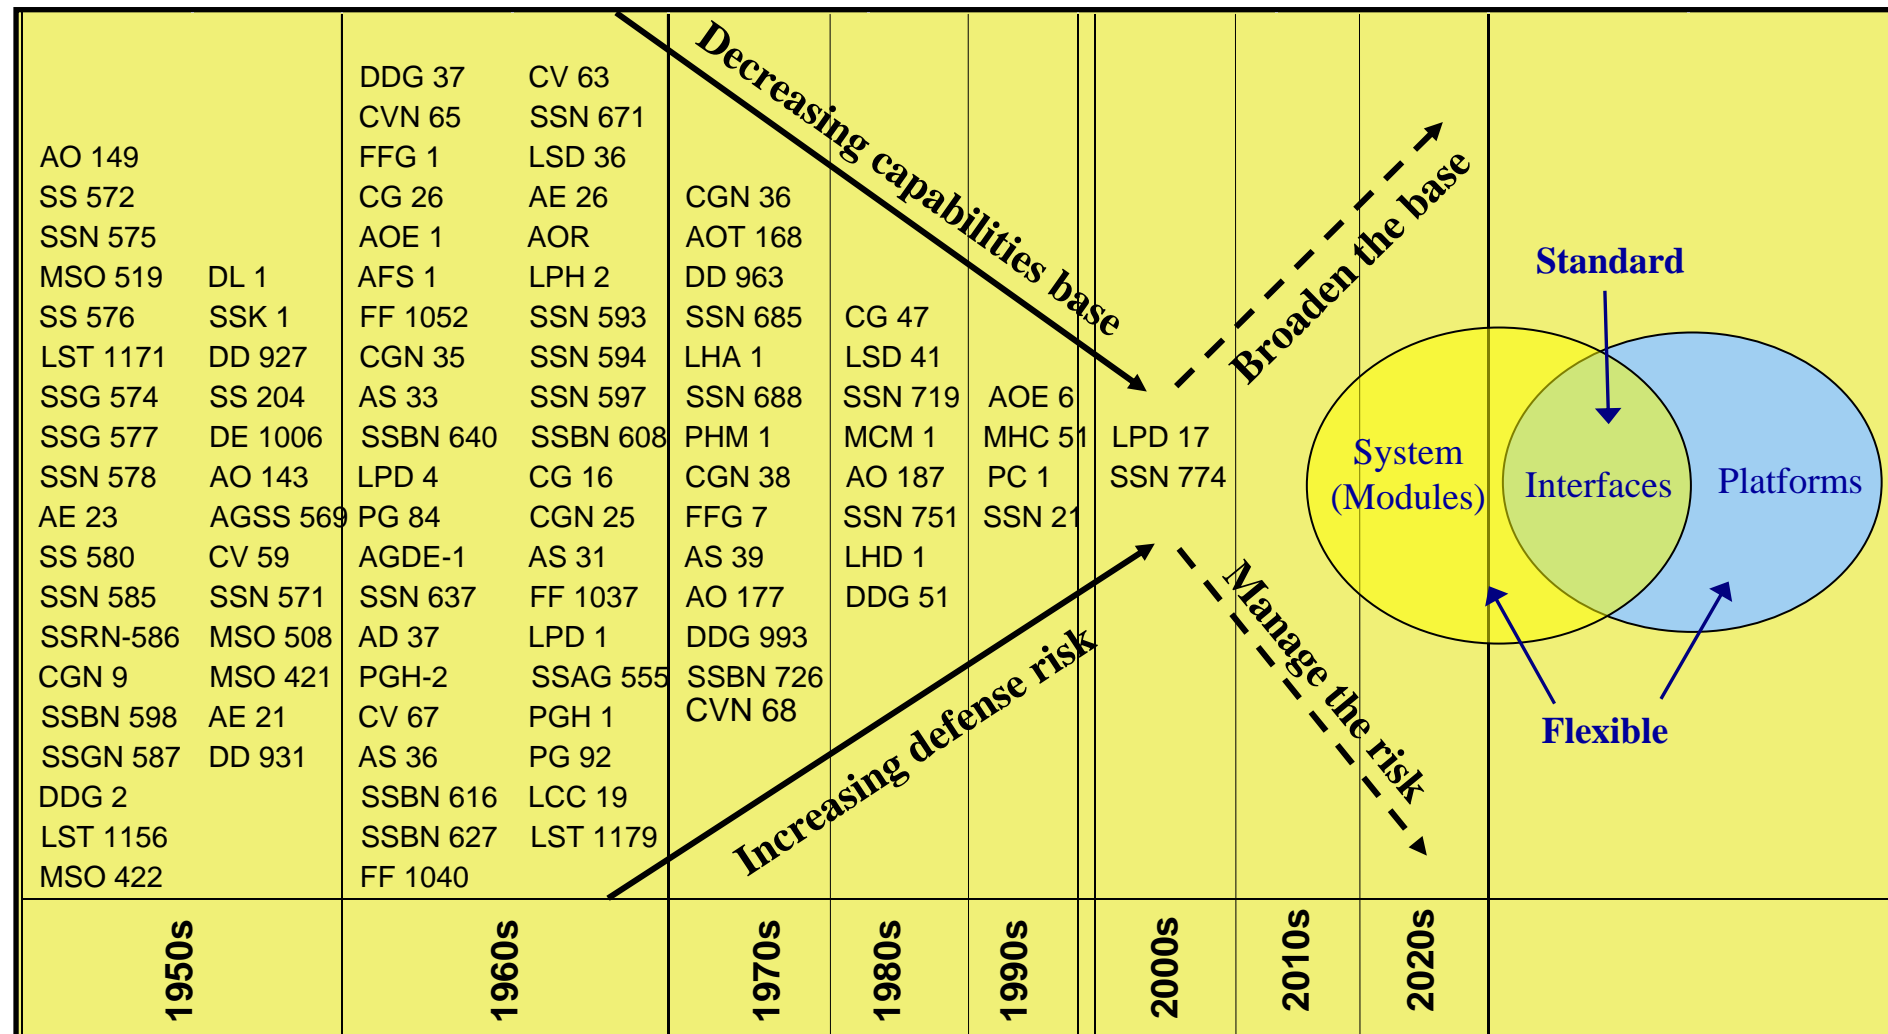 AO 149
SS 572
SSN 575
MSO 519
SS 576
LST 1171
SSG 574
SSG 577
SSN 578
AE 23
SS 580
SSN 585
SSRN-586
CGN 9
SSBN 598
SSGN 587
DDG 2
LST 1156
MSO 422
DL 1
SSK 1
DD 927
SS 204
DE 1006
AO 143
AGSS 569
CV 59
SSN 571
MSO 508
MSO 421
AE 21
DD 931
DDG 37
CVN 65
FFG 1
CG 26
AOE 1
AFS 1
FF 1052
CGN 35
AS 33
SSBN 640
LPD 4
PG 84
AGDE-1
SSN 637
AD 37
PGH-2
CV 67
AS 36
SSBN 616
SSBN 627
FF 1040
CV 63
SSN 671
LSD 36
AE 26
AOR
LPH 2
SSN 593
SSN 594
SSN 597
SSBN 608
CG 16
CGN 25
AS 31
FF 1037
LPD 1
SSAG 555
PGH 1
PG 92
LCC 19
LST 1179
CGN 36
AOT 168
DD 963
SSN 685
LHA 1
SSN 688
PHM 1
CGN 38
FFG 7
AS 39
AO 177
DDG 993
SSBN 726
CVN 68
CG 47
LSD 41
SSN 719
MCM 1
AO 187
SSN 751
LHD 1
DDG 51
AOE 6
MHC 51
PC 1
SSN 21
LPD 17
SSN 774
Decreasing capabilities base
Increasing defense risk
Broaden the base
Manage the risk
Standard
System
(Modules)
Interfaces
Platforms
Flexible
1950s
1960s
1970s
1980s
1990s
2000s
2010s
2020s